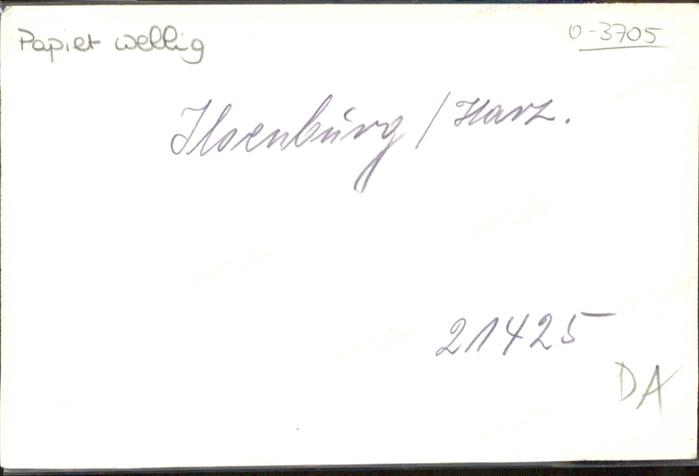 Papier wellig
0-3705
Ilsenburg / Harz.
21425
DA